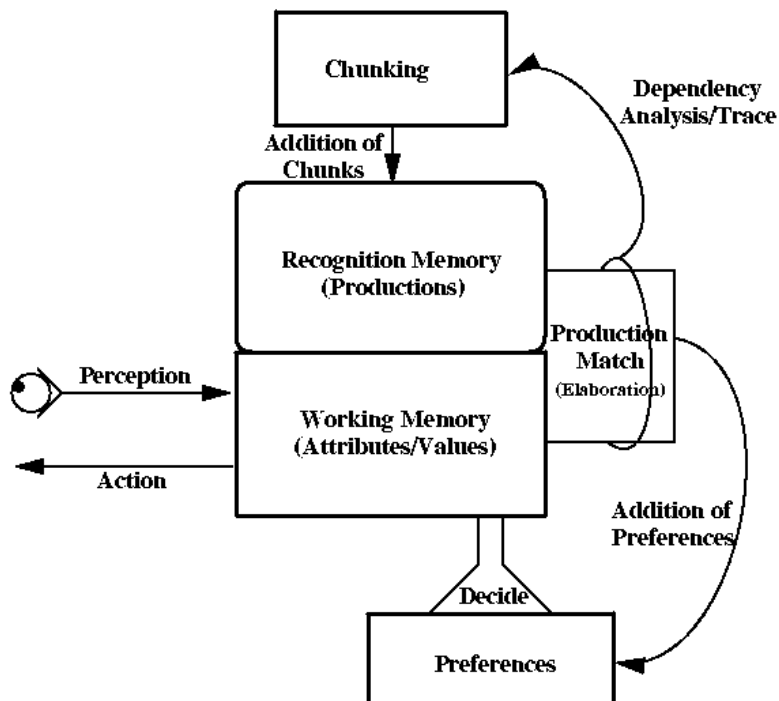 Chunking
Dependency
Analysis/Trace
Addition of
Chunks
Recognition Memory
(Productions)
Production
Match
(Elaboration)
Perception
Working Memory
(Attributes/Values)
Action
Addition of
Preferences
Decide
Preferences